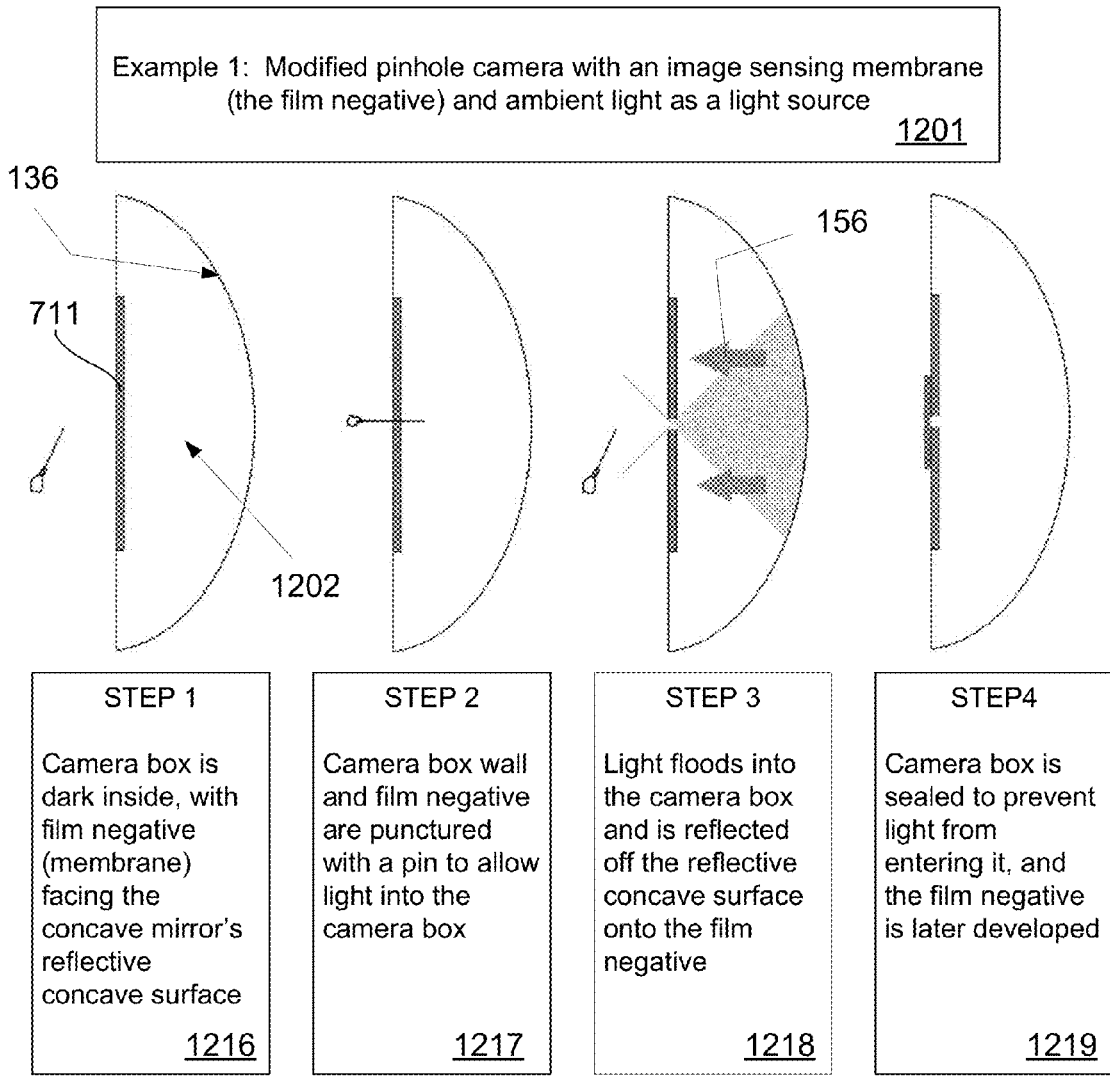 Example 1: Modified pinhole camera with an image sensing membrane
(the film negative) and ambient light as a light source
1201
136
711
1202
156
STEP 1
Camera box is
dark inside, with
film negative
(membrane)
facing the
concave mirror's
reflective
concave surface
1216
STEP 2
Camera box wall
and film negative
are punctured
with a pin to allow
light into the
camera box
1217
STEP 3
Light floods into
the camera box
and is reflected
off the reflective
concave surface
onto the film
negative
1218
STEP4
Camera box is
sealed to prevent
light from
entering it, and
the film negative
is later developed
1219